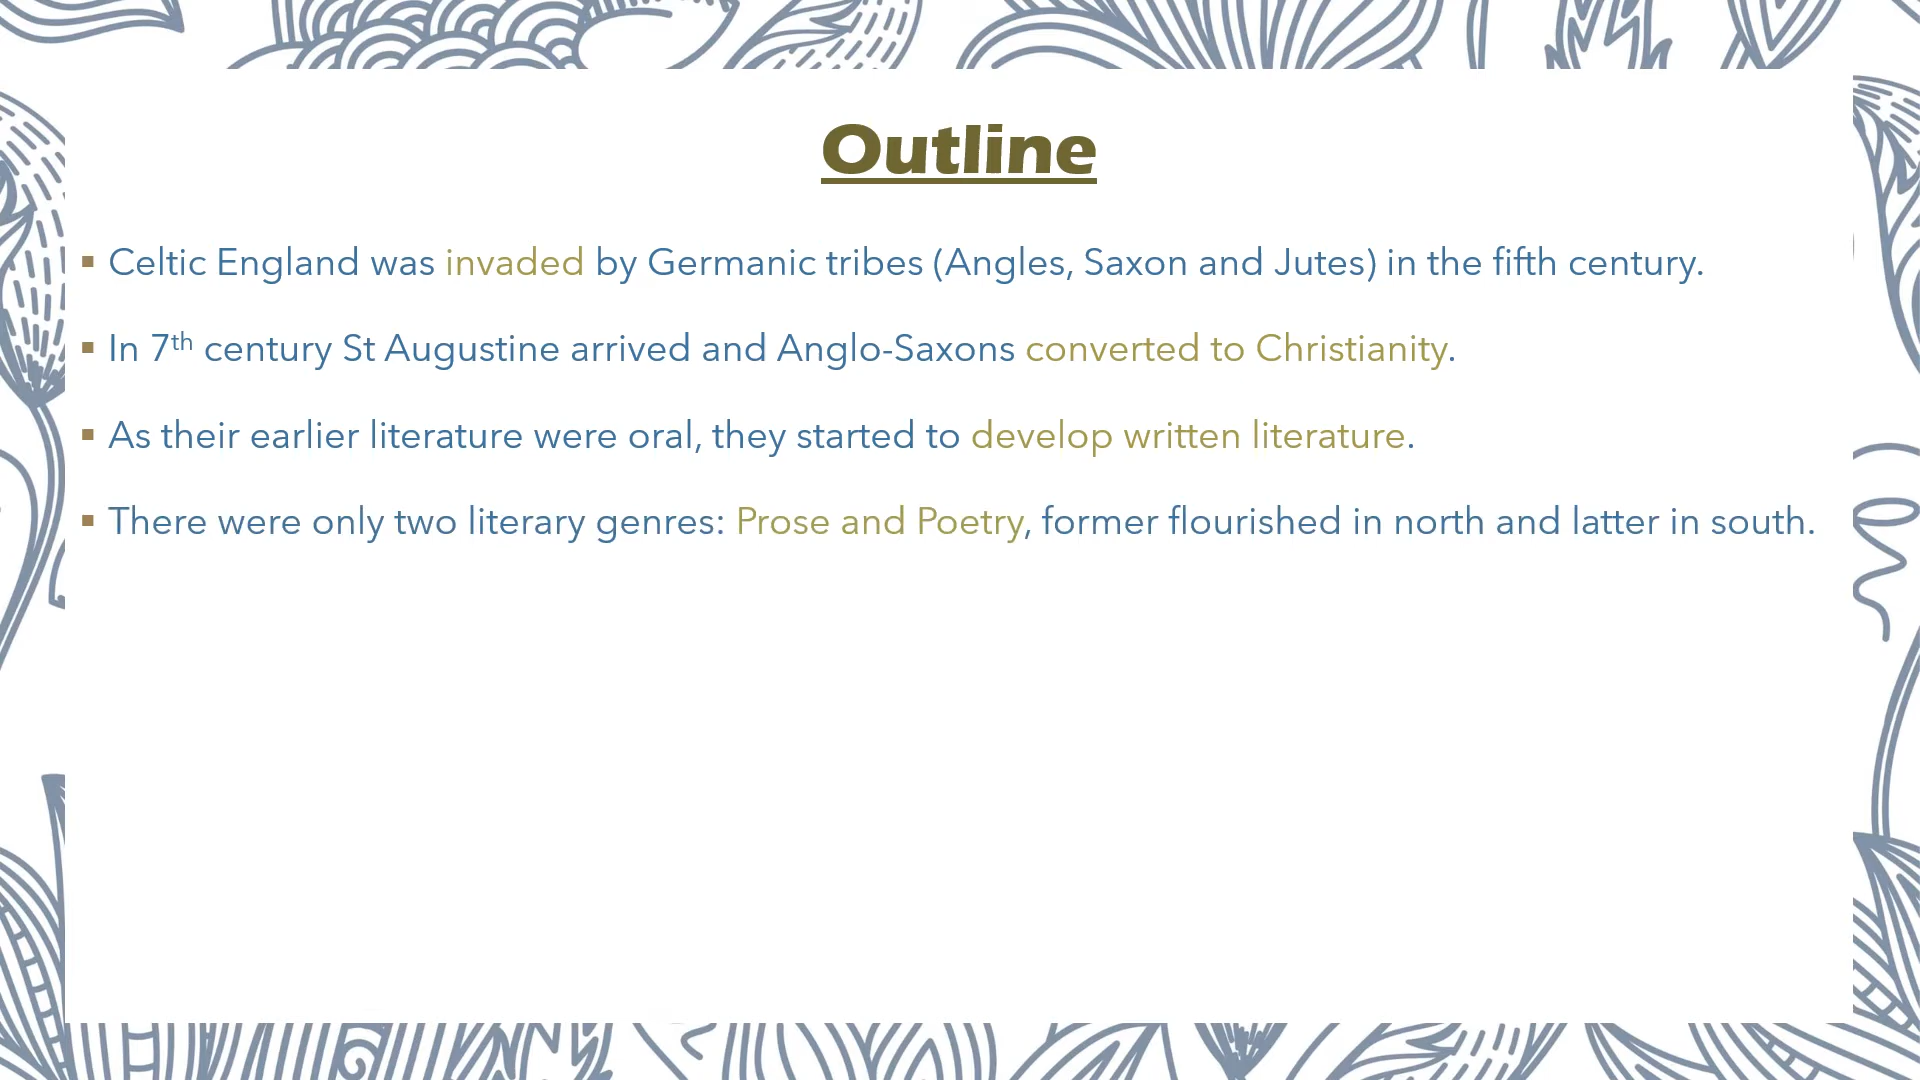 Outline
▪ Celtic England was invaded by Germanic tribes (Angles, Saxon and Jutes) in the fifth century.
▪ In 7th century St Augustine arrived and Anglo-Saxons converted to Christianity.
▪ As their earlier literature were oral, they started to develop written literature.
▪ There were only two literary genres: Prose and Poetry, former flourished in north and latter in south.